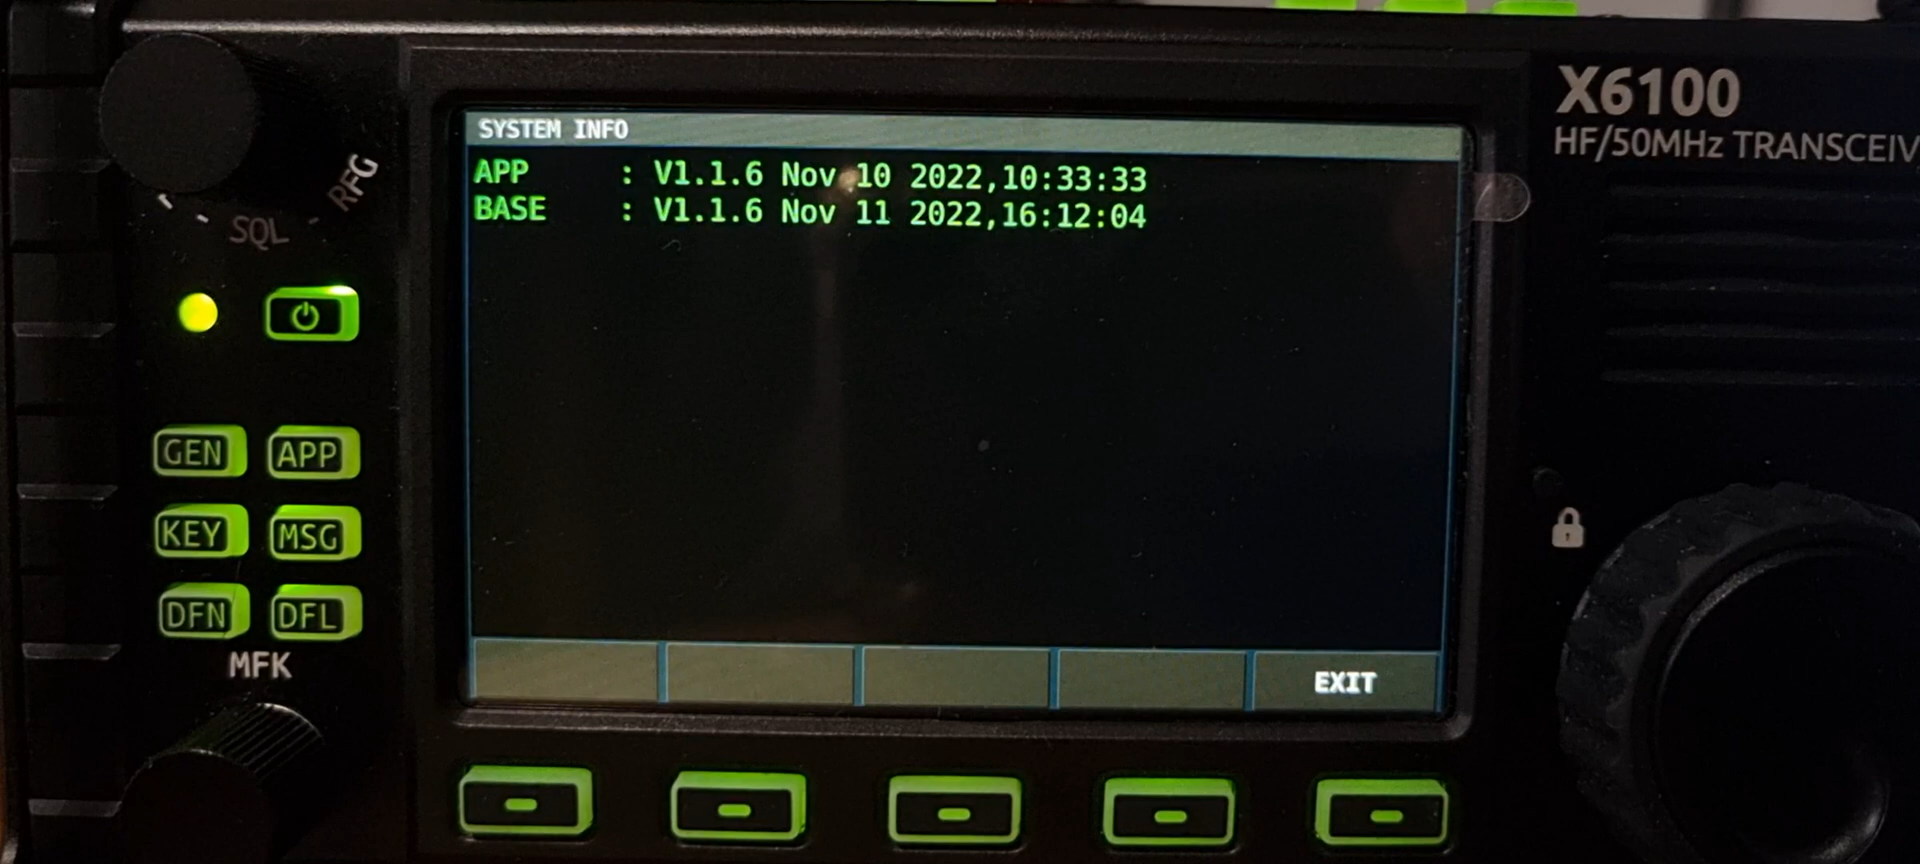 X6100
HF/50MHz TRANSCEIV
SYSTEM INFO
APP : V1.1.6 Nov 10 2022,10:33:33
BASE : V1.1.6 Nov 11 2022,16:12:04
EXIT
RFG
SQL
GEN APP
KEY MSG
DFN DFL
MFK